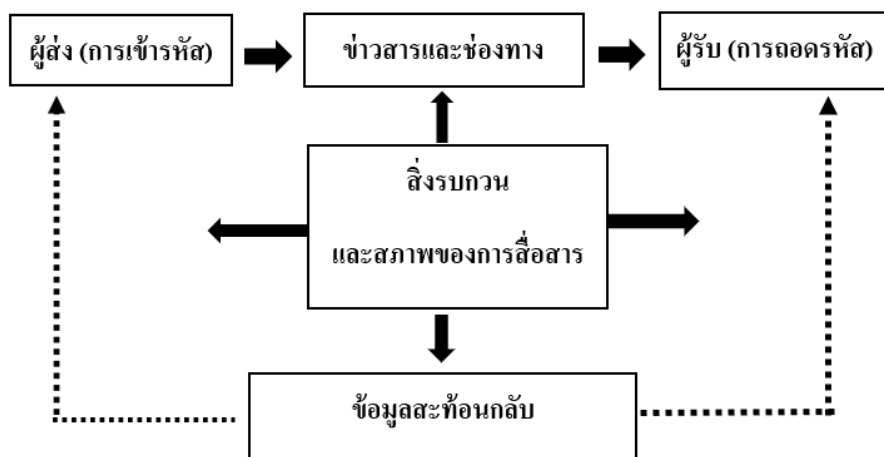 ผู้ส่ง (การเข้ารหัส)
ข่าวสารและช่องทาง
ผู้รับ (การถอดรหัส)
สิ่งรบกวน
และสภาพของการสื่อสาร
ข้อมูลสะท้อนกลับ